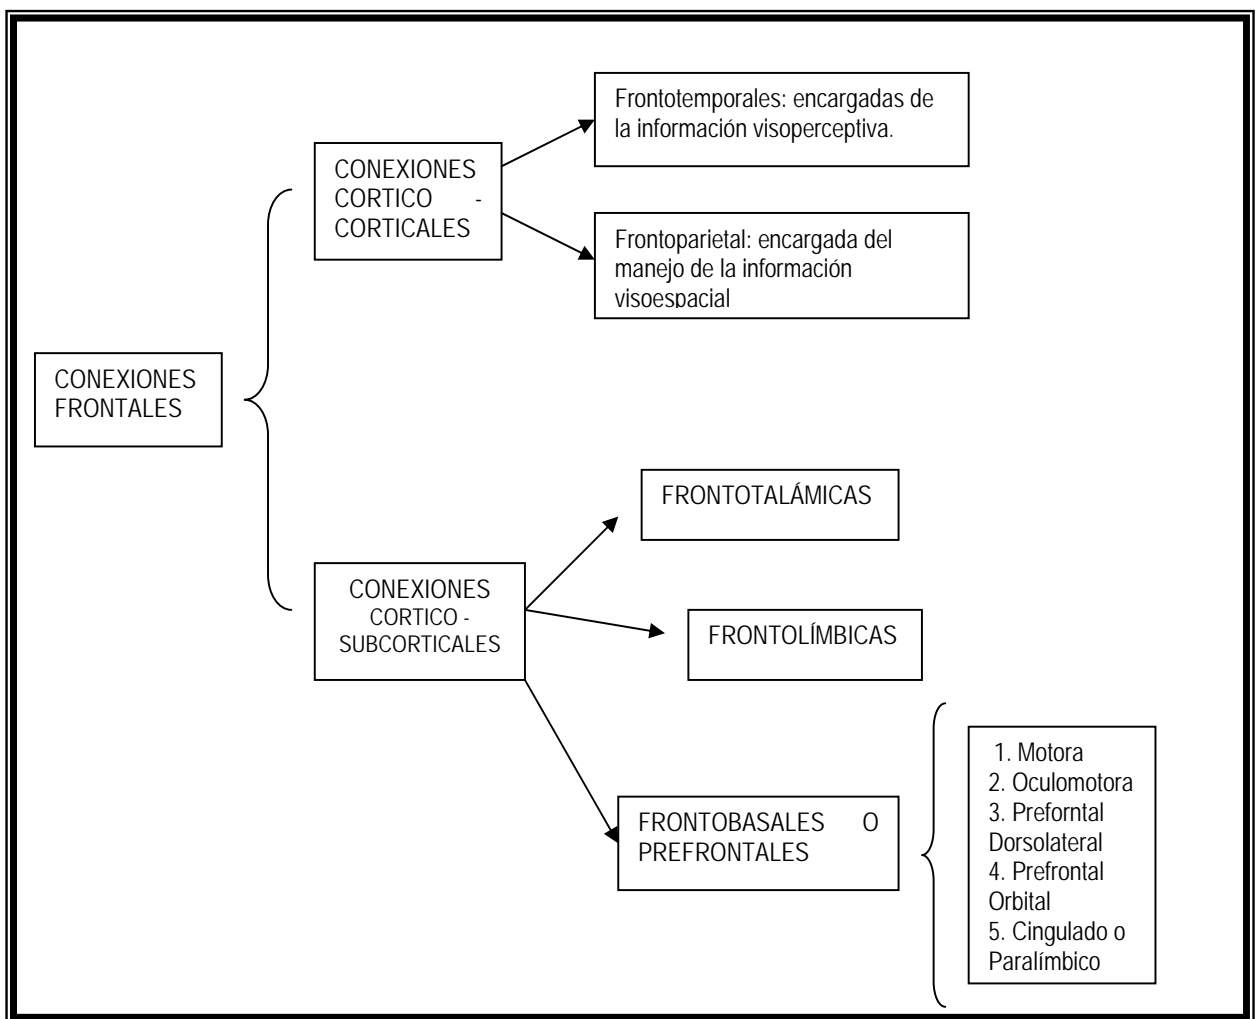 Frontotemporales: encargadas de
la información visoperceptiva.
CONEXIONES
CORTICO -
CORTICALES
Frontoparietal: encargada del
manejo de la información
visoespacial
CONEXIONES
FRONTALES
FRONTOTALÁMICAS
CONEXIONES
CORTICO -
SUBCORTICALES
FRONTOLÍMBICAS
FRONTOBASALES O
PREFRONTALES
1. Motora
2. Oculomotora
3. Preforntal
Dorsolateral
4. Prefrontal
Orbital
5. Cingulado o
Paralímbico